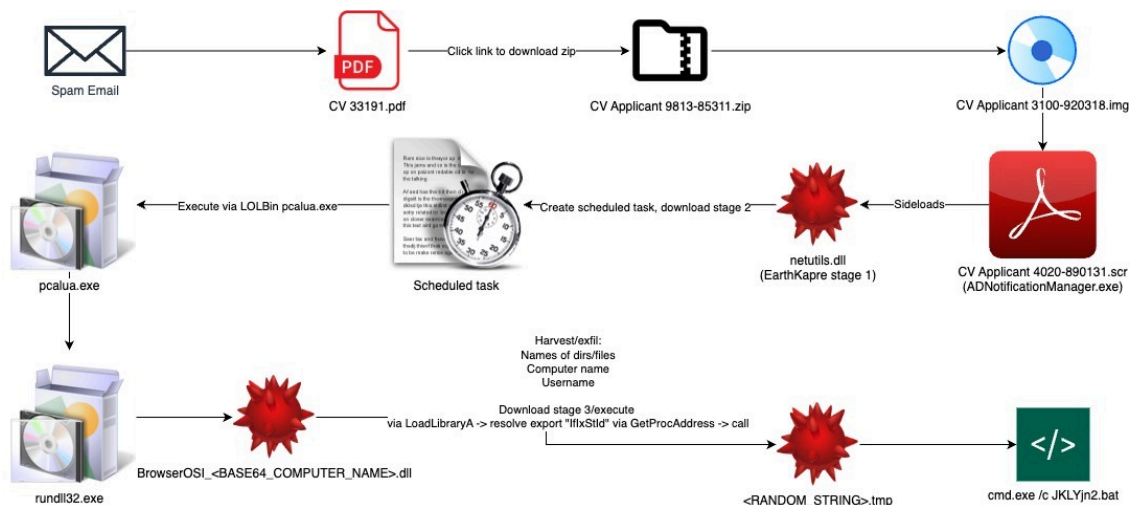 Spam Email
PDF
CV 33191.pdf
Click link to download zip
CV Applicant 9813-85311.zip
CV Applicant 3100-920318.img
CV Applicant 4020-890131.scr
(ADNotificationManager.exe)
Sideloads
netutils.dll
(EarthKapre stage 1)
Create scheduled task, download stage 2
Scheduled task
Execute via LOLBin pcalua.exe
pcalua.exe
rundll32.exe
BrowserOSI_<BASE64_COMPUTER_NAME>.dll
Harvest/exfil:
Names of dirs/files
Computer name
Username
Download stage 3/execute
via LoadLibraryA -> resolve export "IfIxStId" via GetProcAddress -> call
<RANDOM_STRING>.tmp
</>
cmd.exe /c JKLYjn2.bat